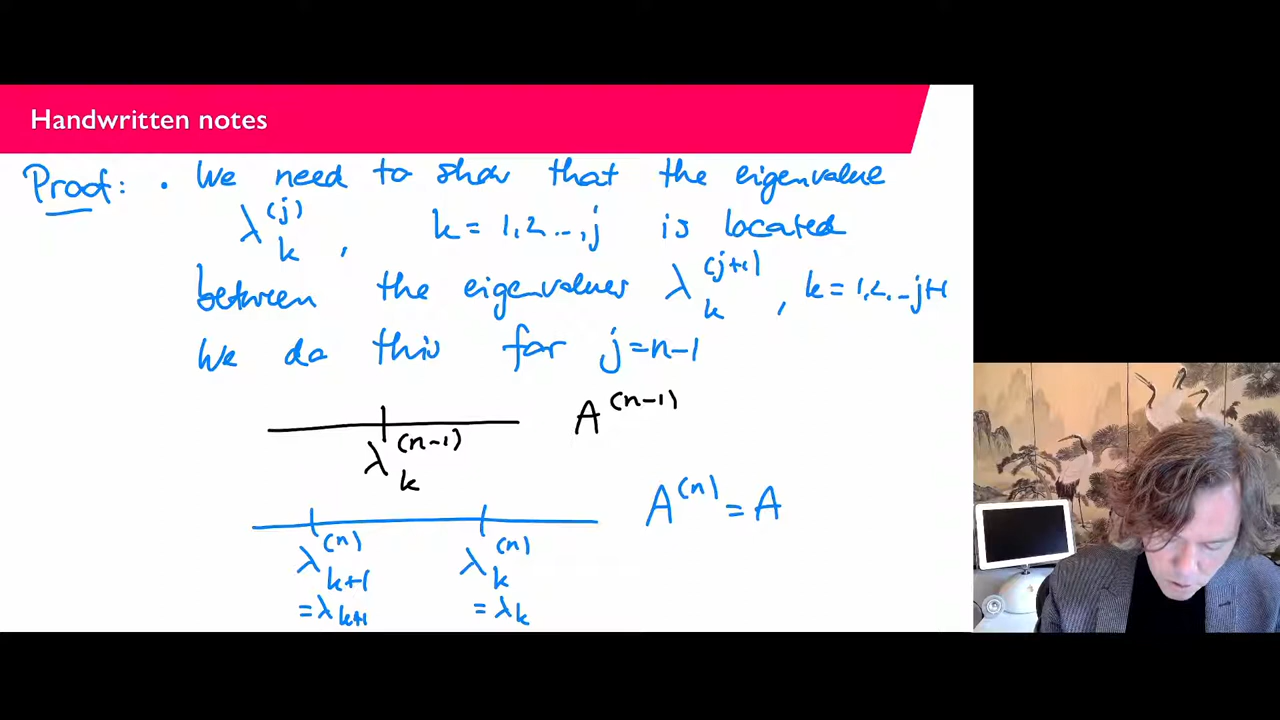 Handwritten notes
Proof: • We need to show that the eigenvalue
λ_k^(j), k = 1,2...,j is located
between the eigenvalues λ_k^(j+1), k = 1,2,...j+1
We do this for j=n-1
A^(n-1)
λ_k^(n-1)
A^(n) = A
λ_{k+1}^(n) λ_k^(n)
=λ_{k+1} =λ_k